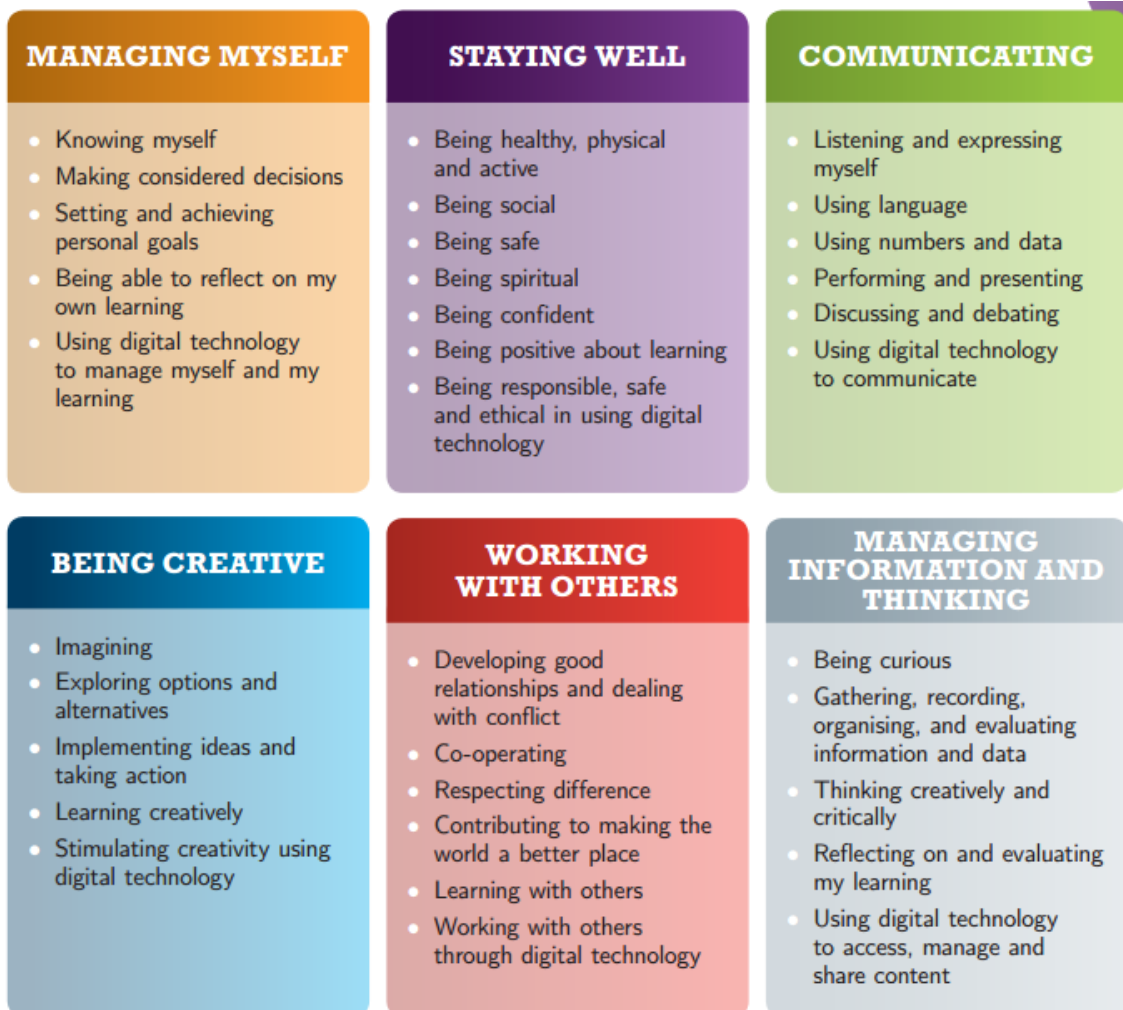 MANAGING MYSELF
• Knowing myself
• Making considered decisions
• Setting and achieving
personal goals
• Being able to reflect on my
own learning
• Using digital technology
to manage myself and my
learning
STAYING WELL
• Being healthy, physical
and active
• Being social
• Being safe
• Being spiritual
• Being confident
• Being positive about learning
• Being responsible, safe
and ethical in using digital
technology
COMMUNICATING
• Listening and expressing
myself
• Using language
• Using numbers and data
• Performing and presenting
• Discussing and debating
• Using digital technology
to communicate
BEING CREATIVE
• Imagining
• Exploring options and
alternatives
• Implementing ideas and
taking action
• Learning creatively
• Stimulating creativity using
digital technology
WORKING
WITH OTHERS
• Developing good
relationships and dealing
with conflict
• Co-operating
• Respecting difference
• Contributing to making the
world a better place
• Learning with others
• Working with others
through digital technology
MANAGING
INFORMATION AND
THINKING
• Being curious
• Gathering, recording,
organising, and evaluating
information and data
• Thinking creatively and
critically
• Reflecting on and evaluating
my learning
• Using digital technology
to access, manage and
share content